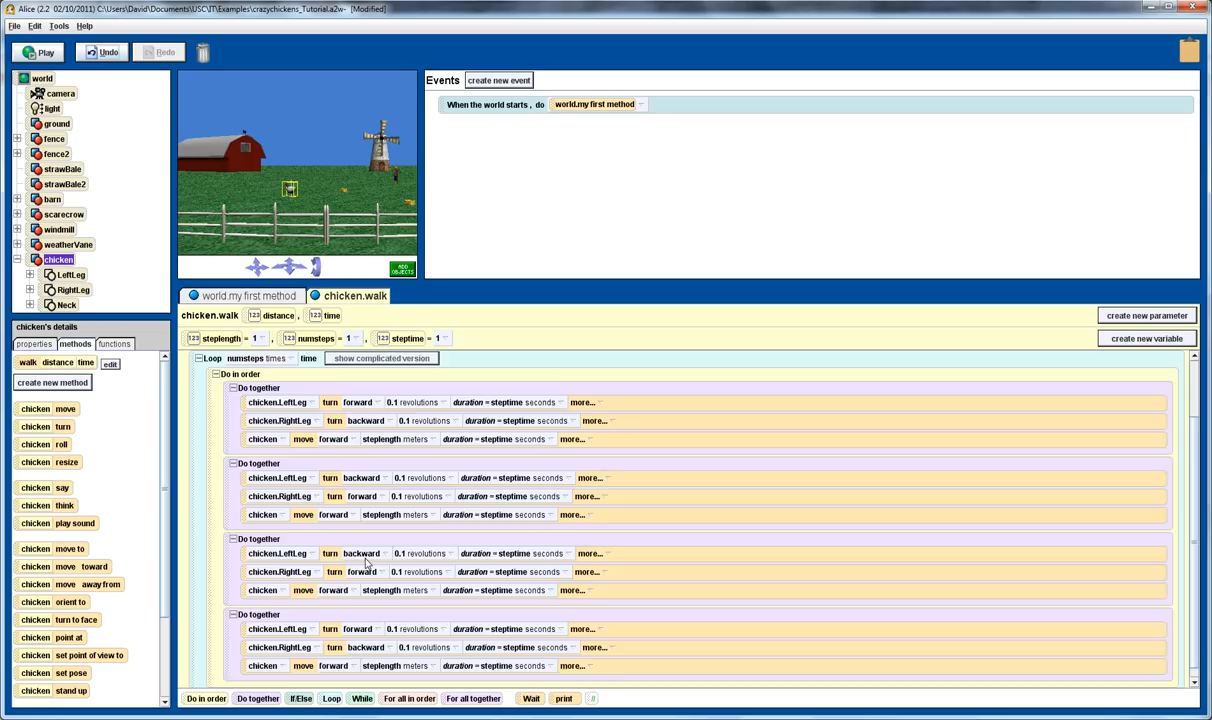 Alice (2.2 02/10/2011) C:\Users\David\Documents\USC\IT\Examples\crazychickens_Tutorial.a2w- [Modified]
File Edit Tools Help
Play Undo Redo
world
camera
light
ground
fence
fence2
strawBale
strawBale2
barn
scarecrow
windmill
weatherVane
chicken
LeftLeg
RightLeg
Neck
ADD OBJECTS
Events create new event
When the world starts, do world.my first method
chicken's details
properties methods functions
walk distance time edit
create new method
chicken move
chicken turn
chicken roll
chicken resize
chicken say
chicken think
chicken play sound
chicken move to
chicken move toward
chicken move away from
chicken orient to
chicken turn to face
chicken point at
chicken set point of view to
chicken set pose
chicken stand up
world.my first method chicken.walk
chicken.walk 123 distance, 123 time create new parameter
123 steplength = 1, 123 numsteps = 1, 123 steptime = 1 create new variable
Loop numsteps times time show complicated version
Do in order
Do together
chicken.LeftLeg turn forward 0.1 revolutions duration = steptime seconds more...
chicken.RightLeg turn backward 0.1 revolutions duration = steptime seconds more...
chicken move forward steplength meters duration = steptime seconds more...
Do together
chicken.LeftLeg turn backward 0.1 revolutions duration = steptime seconds more...
chicken.RightLeg turn forward 0.1 revolutions duration = steptime seconds more...
chicken move forward steplength meters duration = steptime seconds more...
Do together
chicken.LeftLeg turn backward 0.1 revolutions duration = steptime seconds more...
chicken.RightLeg turn forward 0.1 revolutions duration = steptime seconds more...
chicken move forward steplength meters duration = steptime seconds more...
Do together
chicken.LeftLeg turn forward 0.1 revolutions duration = steptime seconds more...
chicken.RightLeg turn backward 0.1 revolutions duration = steptime seconds more...
chicken move forward steplength meters duration = steptime seconds more...
Do in order Do together If/Else Loop While For all in order For all together Wait print //